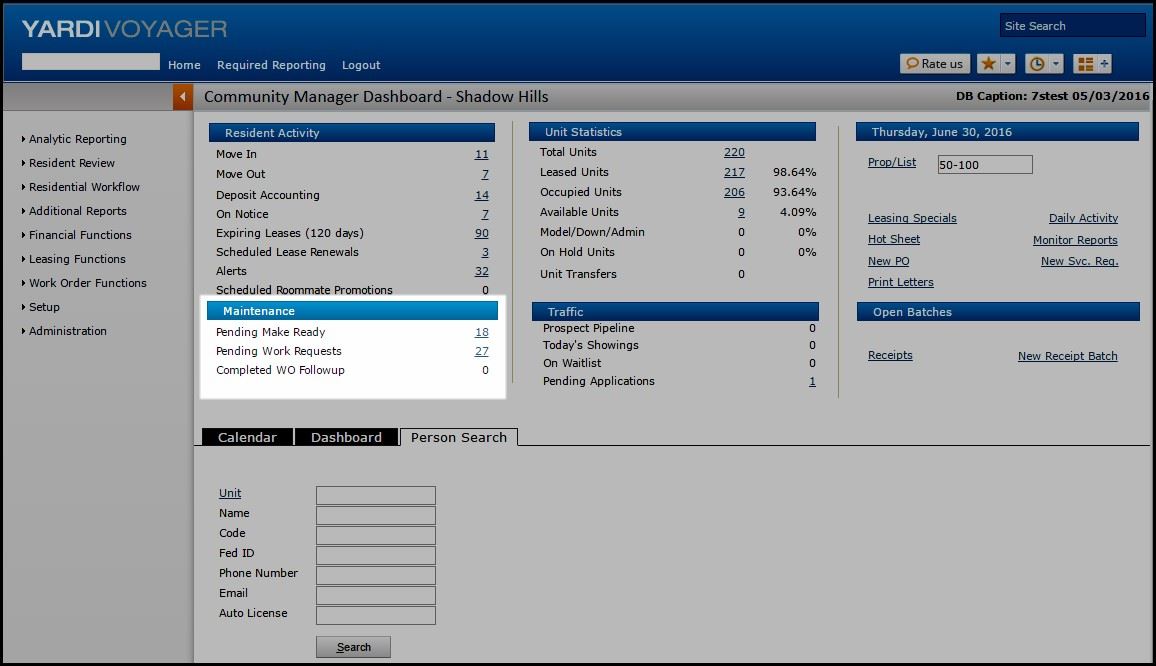 YARDI VOYAGER
Site Search
Home Required Reporting Logout
Rate us
Community Manager Dashboard - Shadow Hills
DB Caption: 7stest 05/03/2016
Analytic Reporting
Resident Review
Residential Workflow
Additional Reports
Financial Functions
Leasing Functions
Work Order Functions
Setup
Administration
Resident Activity
Move In 11
Move Out 7
Deposit Accounting 14
On Notice 7
Expiring Leases (120 days) 90
Scheduled Lease Renewals 3
Alerts 32
Scheduled Roommate Promotions 0
Maintenance
Pending Make Ready 18
Pending Work Requests 27
Completed WO Followup 0
Unit Statistics
Total Units 220
Leased Units 217 98.64%
Occupied Units 206 93.64%
Available Units 9 4.09%
Model/Down/Admin 0 0%
On Hold Units 0 0%
Unit Transfers 0
Traffic
Prospect Pipeline 0
Today's Showings 0
On Waitlist 0
Pending Applications 1
Thursday, June 30, 2016
Prop/List 50-100
Leasing Specials Daily Activity
Hot Sheet Monitor Reports
New PO New Svc. Req.
Print Letters
Open Batches
Receipts New Receipt Batch
Calendar Dashboard Person Search
Unit
Name
Code
Fed ID
Phone Number
Email
Auto License
Search